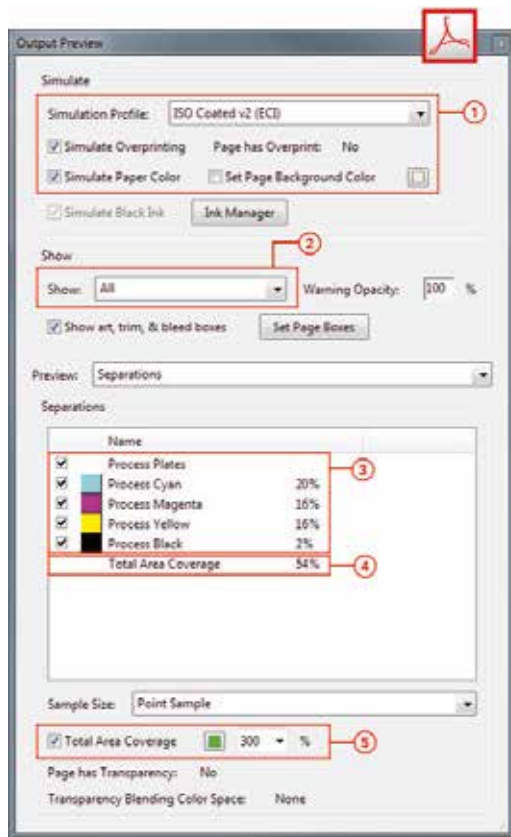 Output Preview
Simulate
Simulation Profile: ISO Coated v2 (ECI)
1
Simulate Overprinting Page has Overprint: No
Simulate Paper Color Set Page Background Color
Simulate Black Ink Ink Manager
2
Show
Show: All Warning Opacity: 100 %
Show art, trim, & bleed boxes Set Page Boxes
Preview: Separations
Separations
Name
Process Plates
3
Process Cyan 20%
Process Magenta 16%
Process Yellow 16%
Process Black 2%
Total Area Coverage 54%
4
Sample Size: Point Sample
Total Area Coverage 300 %
5
Page has Transparency: No
Transparency Blending Color Space: None